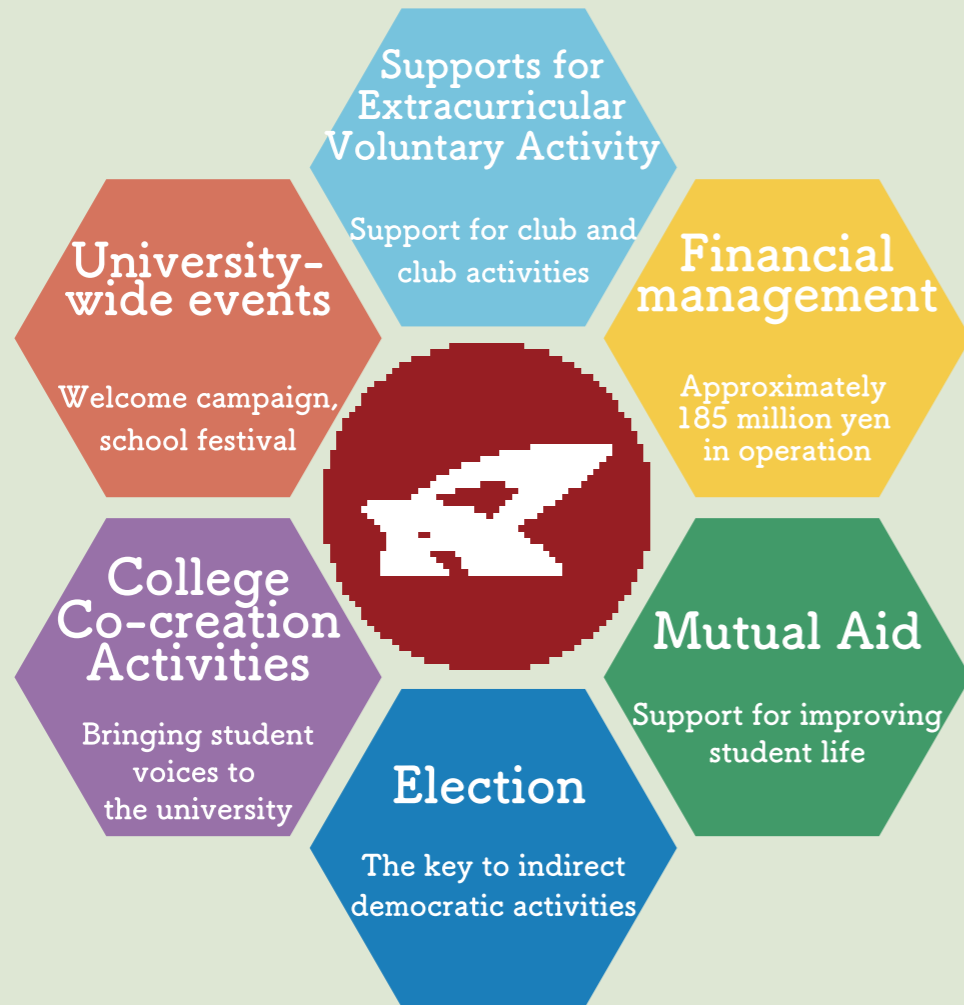 Supports for
Extracurricular
Voluntary Activity
Support for club and
club activities
University-
wide events
Welcome campaign,
school festival
Financial
management
Approximately
185 million yen
in operation
College
Co-creation
Activities
Bringing student
voices to
the university
Mutual Aid
Support for improving
student life
Election
The key to indirect
democratic activities